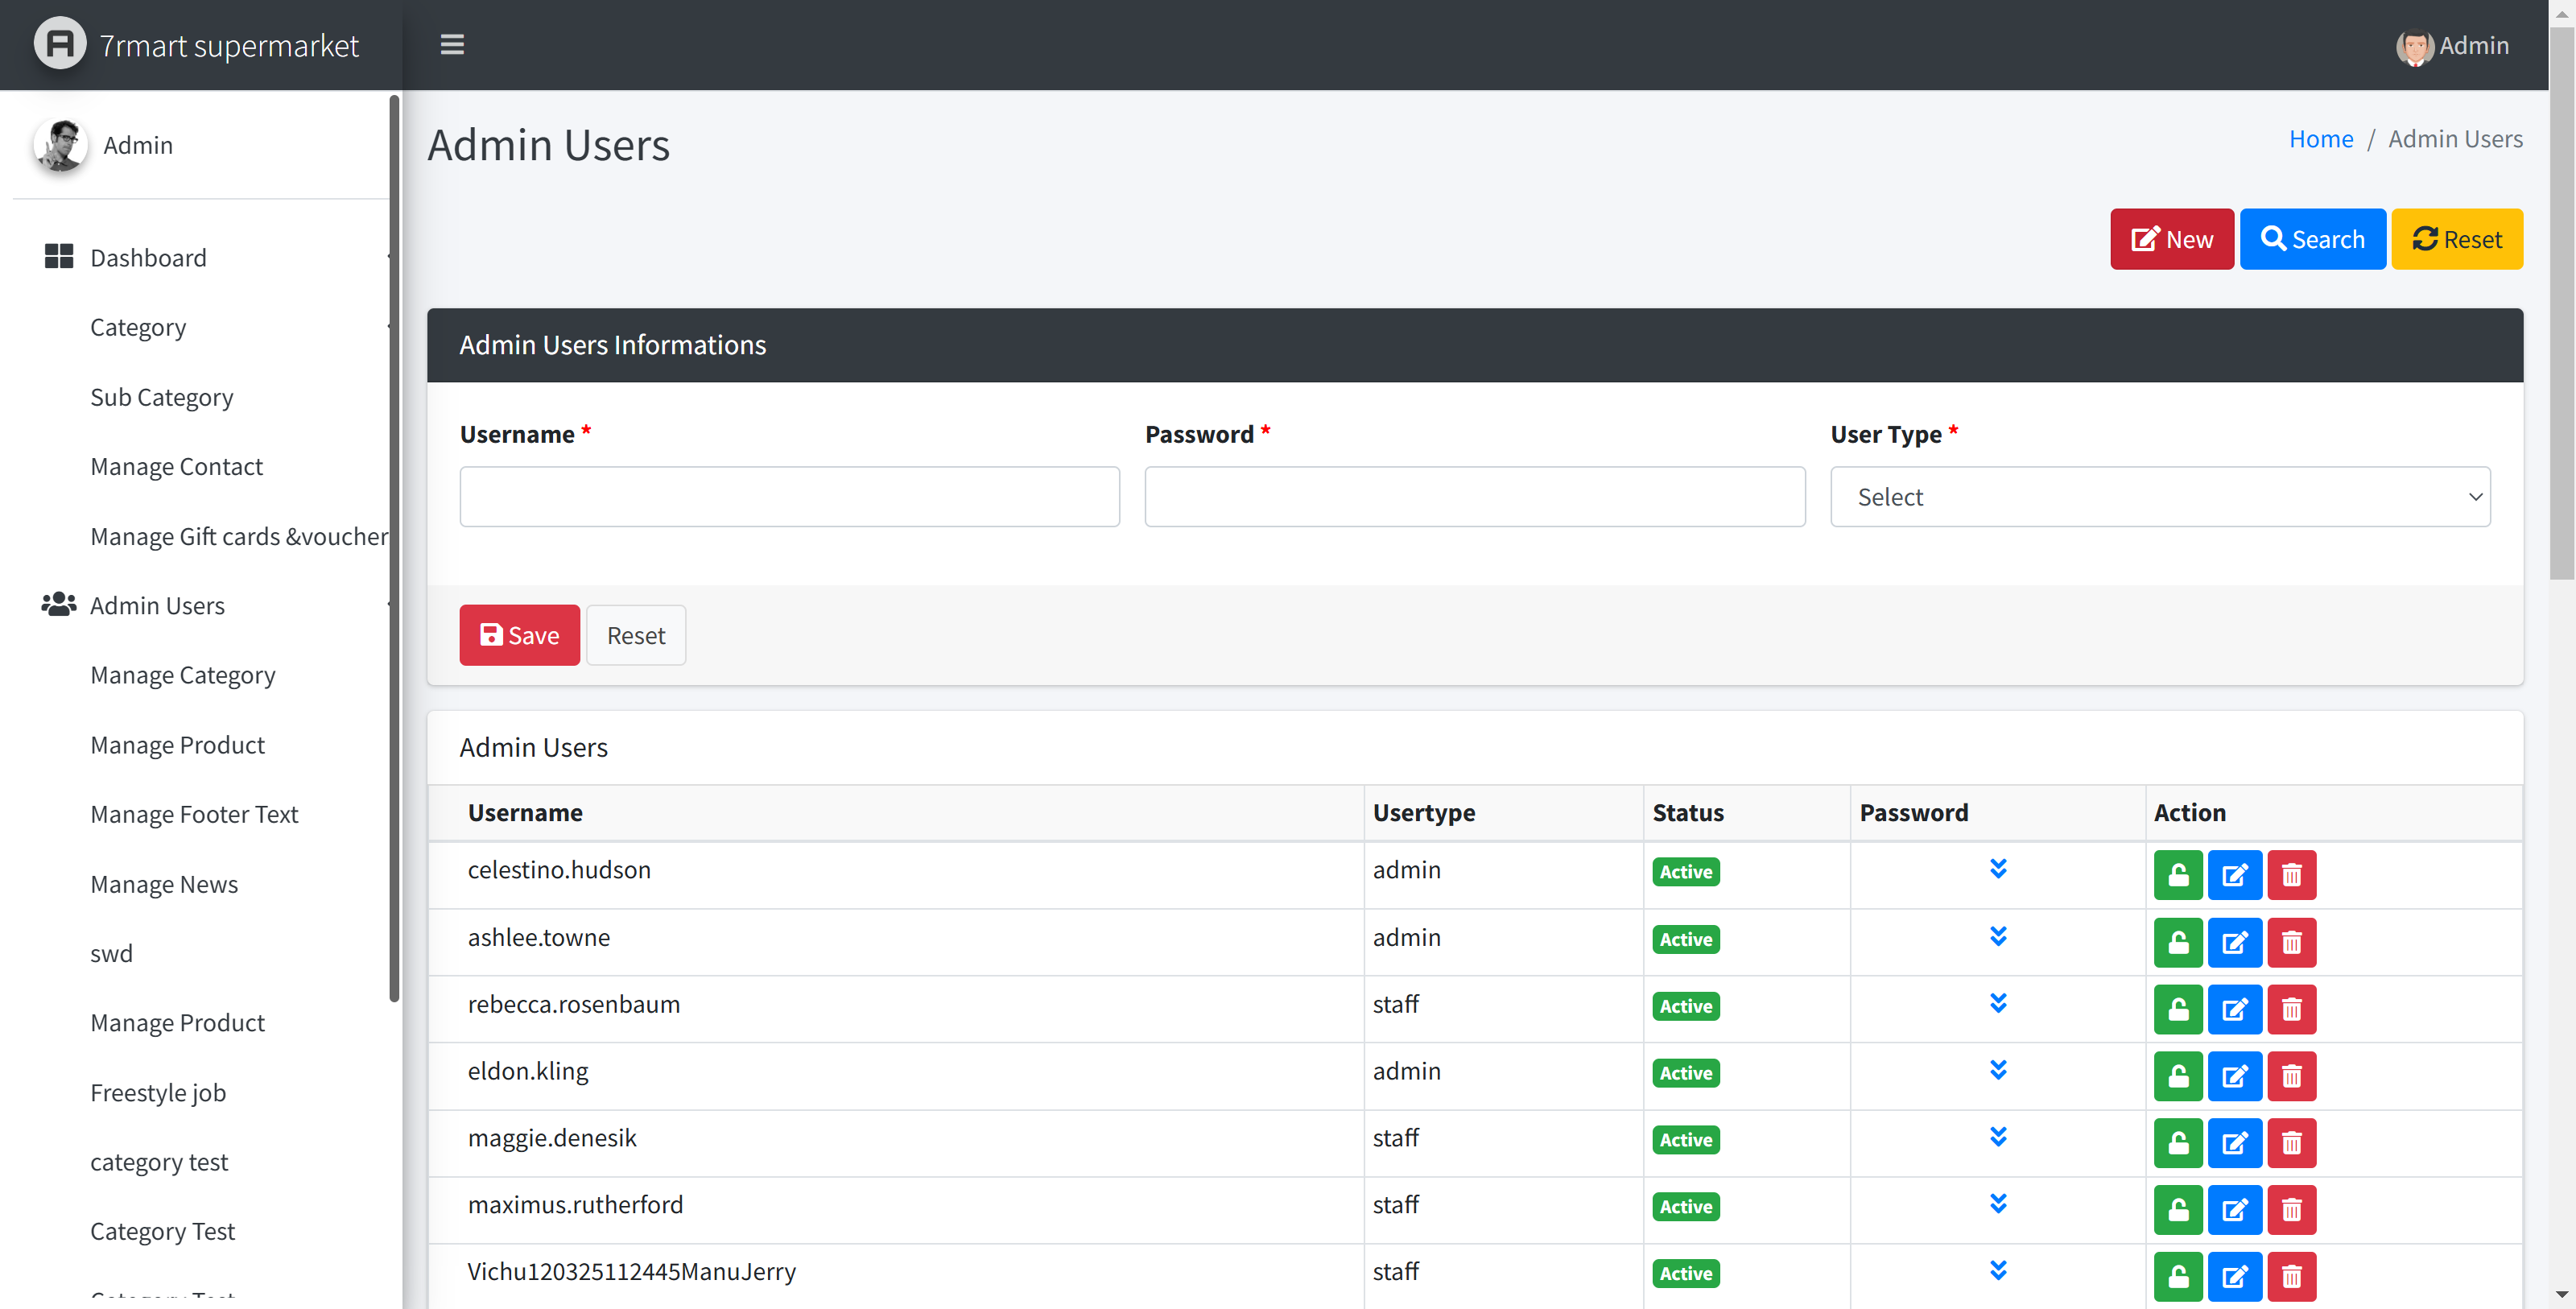 7rmart supermarket
Admin
Admin
Dashboard
Category
Sub Category
Manage Contact
Manage Gift cards &voucher
Admin Users
Manage Category
Manage Product
Manage Footer Text
Manage News
swd
Manage Product
Freestyle job
category test
Category Test
Category Test
Admin Users
Home / Admin Users
New Search Reset
Admin Users Informations
Username * Password * User Type *
Select
Save Reset
Admin Users
Username Usertype Status Password Action
celestino.hudson admin Active
ashlee.towne admin Active
rebecca.rosenbaum staff Active
eldon.kling admin Active
maggie.denesik staff Active
maximus.rutherford staff Active
Vichu120325112445ManuJerry staff Active